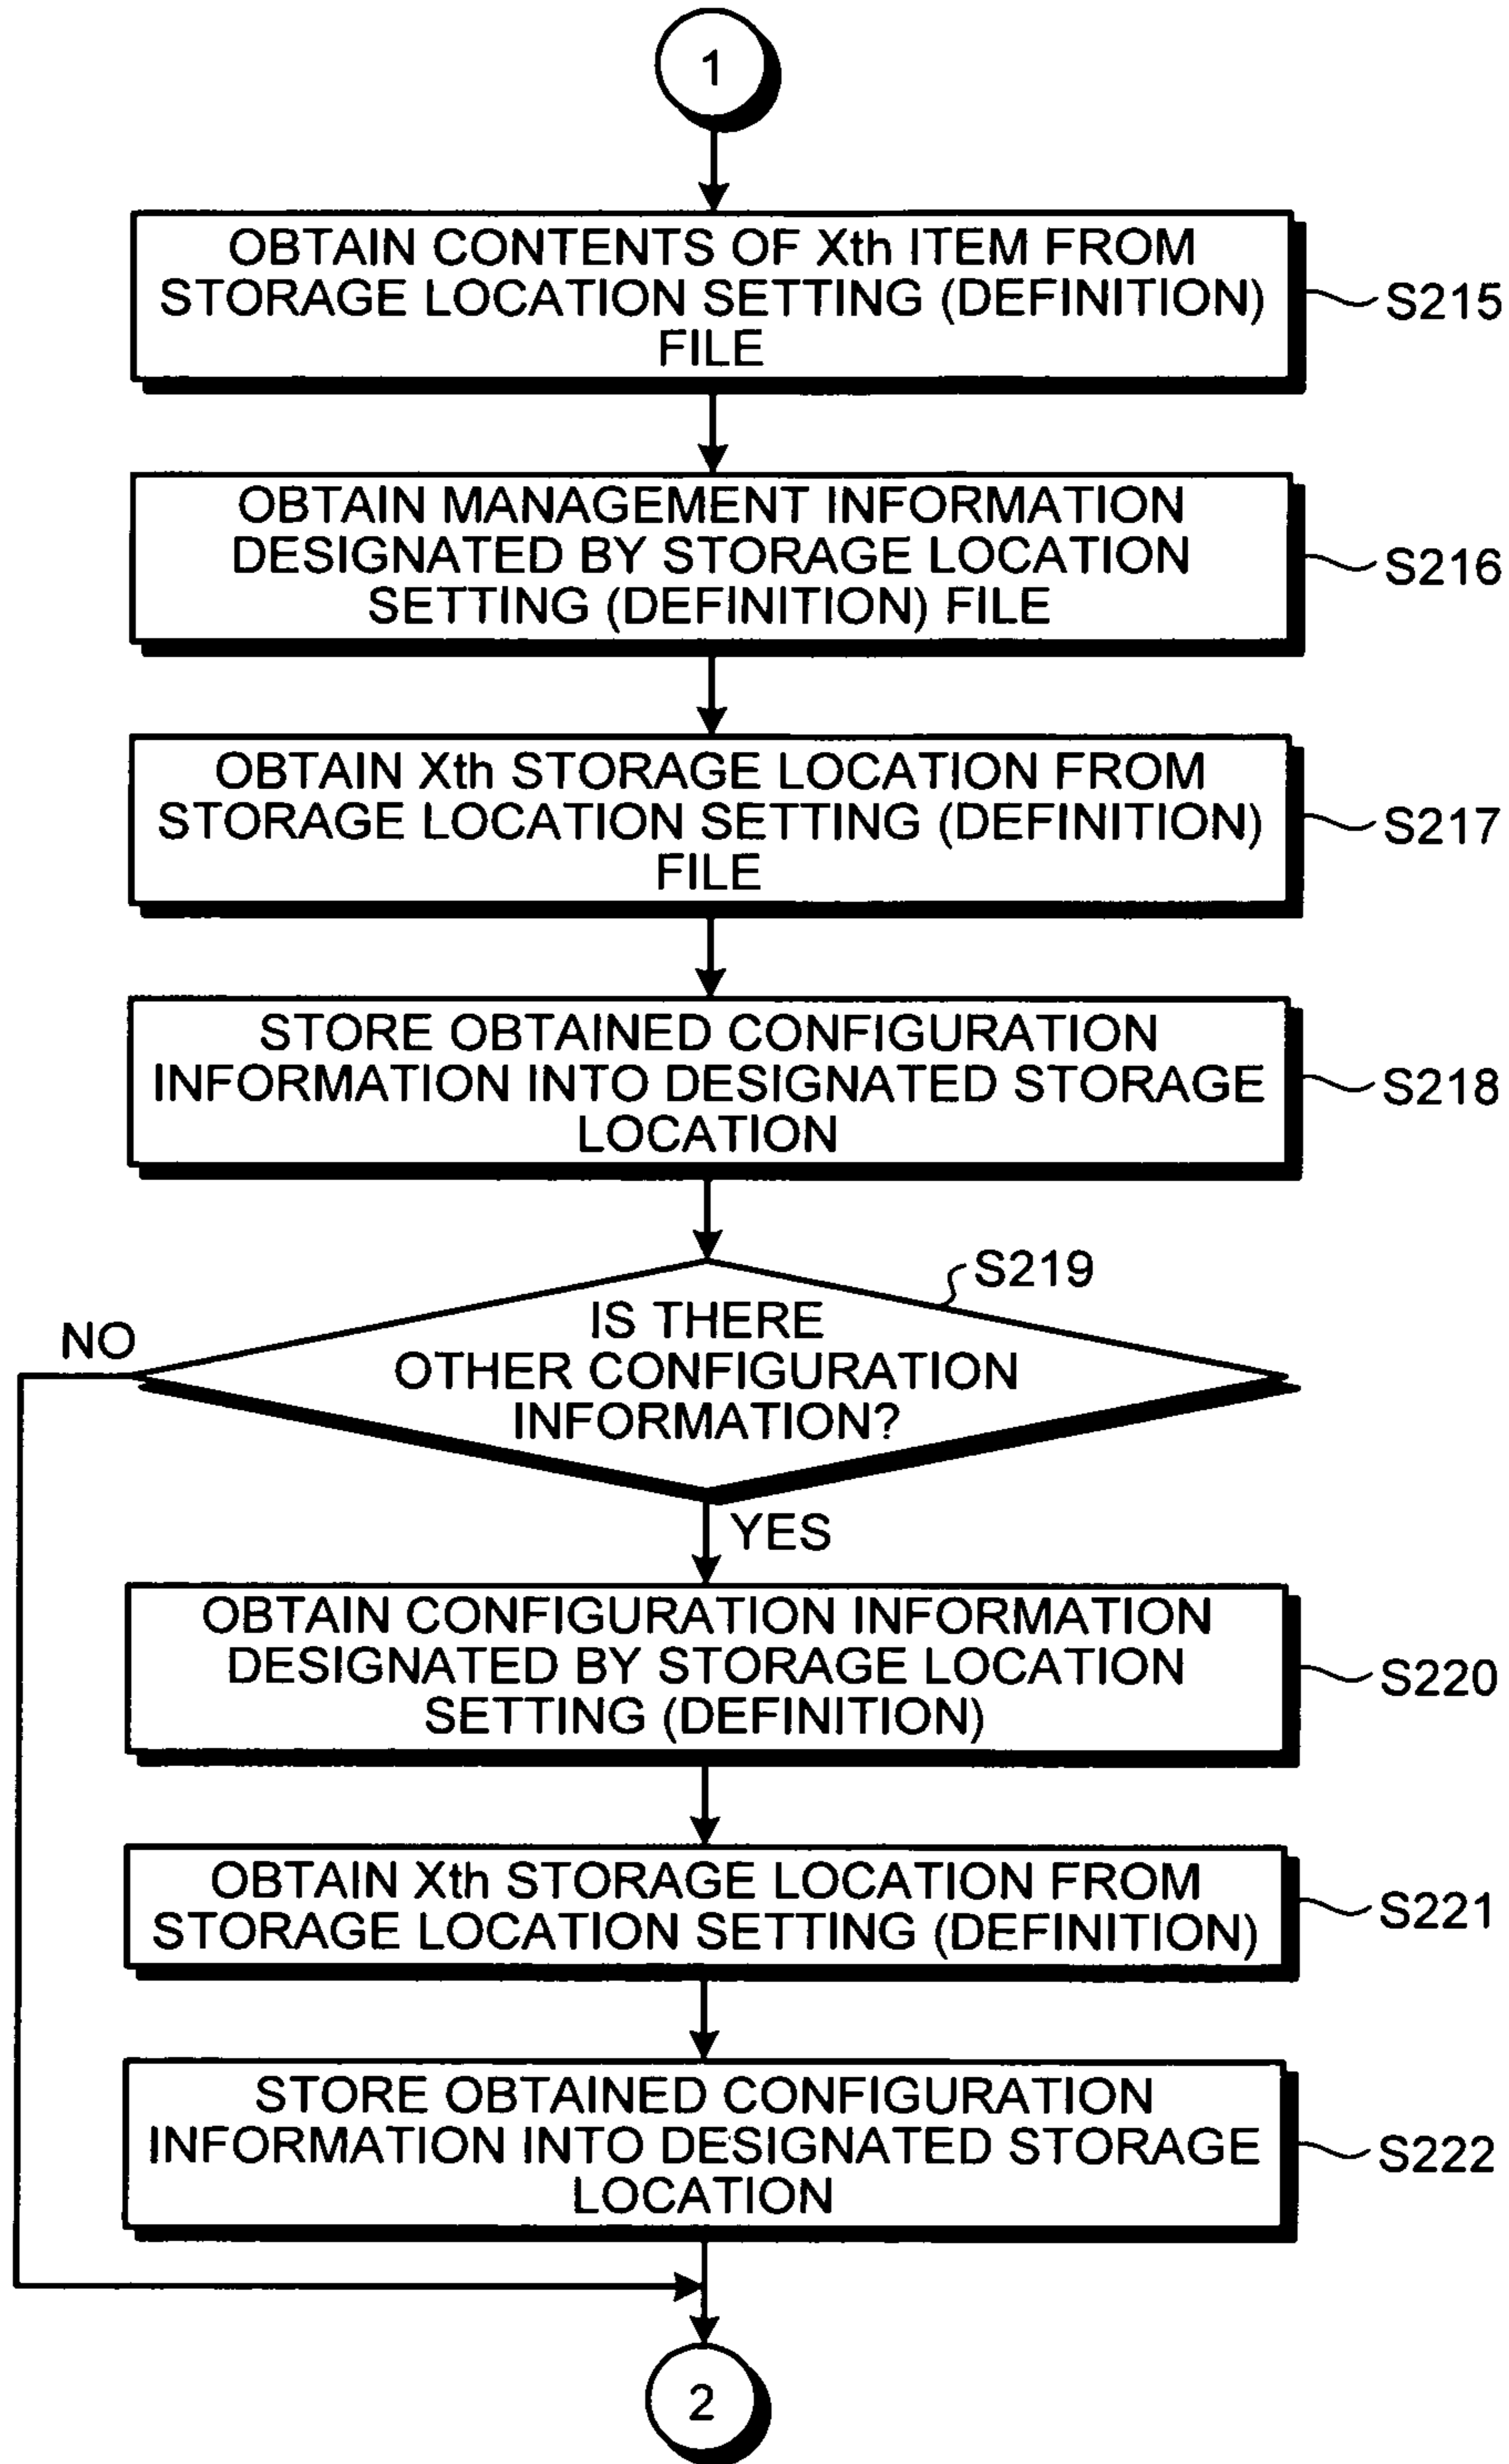 1
OBTAIN CONTENTS OF Xth ITEM FROM
STORAGE LOCATION SETTING (DEFINITION)
FILE
S215
OBTAIN MANAGEMENT INFORMATION
DESIGNATED BY STORAGE LOCATION
SETTING (DEFINITION) FILE
S216
OBTAIN Xth STORAGE LOCATION FROM
STORAGE LOCATION SETTING (DEFINITION)
FILE
S217
STORE OBTAINED CONFIGURATION
INFORMATION INTO DESIGNATED STORAGE
LOCATION
S218
S219
NO
IS THERE
OTHER CONFIGURATION
INFORMATION?
YES
OBTAIN CONFIGURATION INFORMATION
DESIGNATED BY STORAGE LOCATION
SETTING (DEFINITION)
S220
OBTAIN Xth STORAGE LOCATION FROM
STORAGE LOCATION SETTING (DEFINITION)
S221
STORE OBTAINED CONFIGURATION
INFORMATION INTO DESIGNATED STORAGE
LOCATION
S222
2